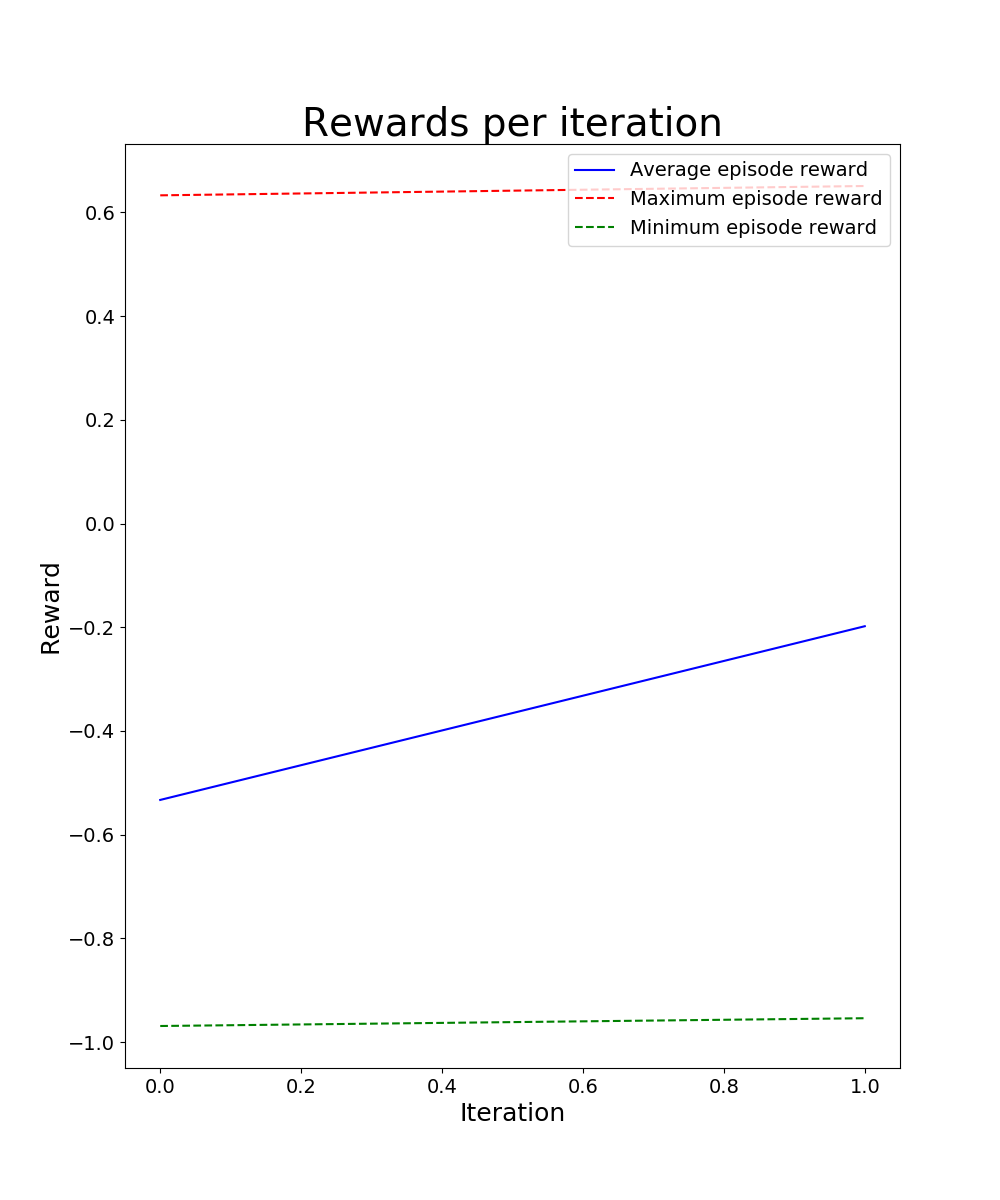 Rewards per iteration
Average episode reward
Maximum episode reward
Minimum episode reward
0.6
0.4
0.2
0.0
−0.2
−0.4
−0.6
−0.8
−1.0
Reward
0.0 0.2 0.4 0.6 0.8 1.0
Iteration